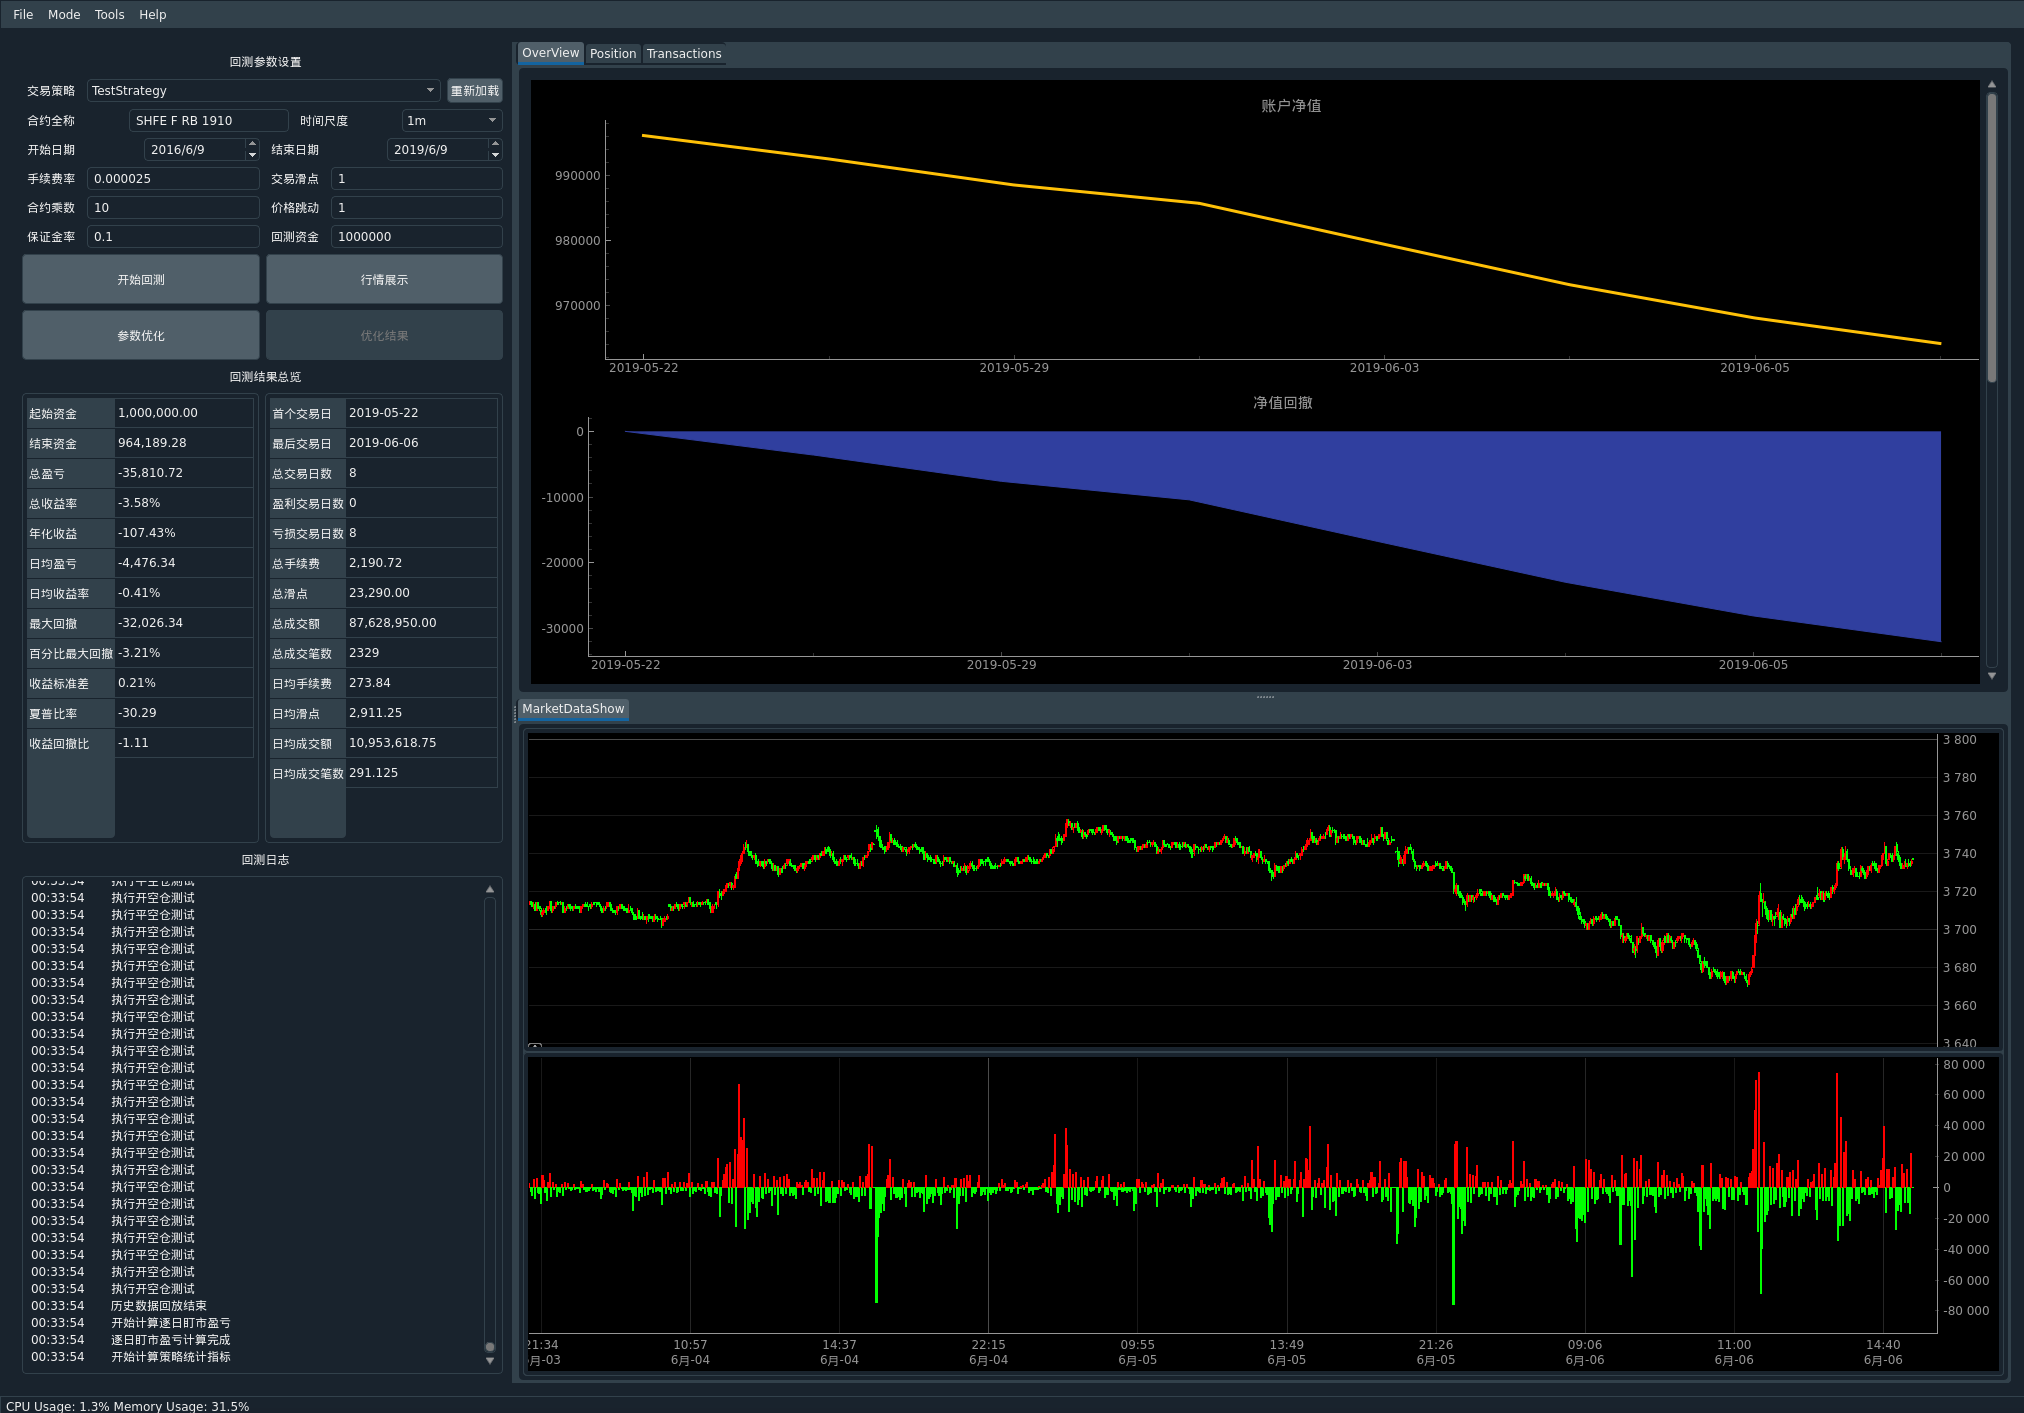 File Mode Tools Help
回测参数设置
交易策略 TestStrategy 重新加载
合约全称 SHFE F RB 1910 时间尺度 1m
开始日期 2016/6/9 结束日期 2019/6/9
手续费率 0.000025 交易滑点 1
合约乘数 10 价格跳动 1
保证金率 0.1 回测资金 1000000
开始回测 行情展示
参数优化 优化结果
回测结果总览
起始资金 1,000,000.00
结束资金 964,189.28
总盈亏 -35,810.72
总收益率 -3.58%
年化收益 -107.43%
日均盈亏 -4,476.34
日均收益率 -0.41%
最大回撤 -32,026.34
百分比最大回撤 -3.21%
收益标准差 0.21%
夏普比率 -30.29
收益回撤比 -1.11
首个交易日 2019-05-22
最后交易日 2019-06-06
总交易日数 8
盈利交易日数 0
亏损交易日数 8
总手续费 2,190.72
总滑点 23,290.00
总成交额 87,628,950.00
总成交笔数 2329
日均手续费 273.84
日均滑点 2,911.25
日均成交额 10,953,618.75
日均成交笔数 291.125
回测日志
00:33:54 执行平空仓测试
00:33:54 执行开空仓测试
00:33:54 执行平空仓测试
00:33:54 执行开空仓测试
00:33:54 执行平空仓测试
00:33:54 执行开空仓测试
00:33:54 执行平空仓测试
00:33:54 执行开空仓测试
00:33:54 执行平空仓测试
00:33:54 执行开空仓测试
00:33:54 执行平空仓测试
00:33:54 执行开空仓测试
00:33:54 执行平空仓测试
00:33:54 执行开空仓测试
00:33:54 执行平空仓测试
00:33:54 执行开空仓测试
00:33:54 执行平空仓测试
00:33:54 执行开空仓测试
00:33:54 执行平空仓测试
00:33:54 执行开空仓测试
00:33:54 执行平空仓测试
00:33:54 执行开空仓测试
00:33:54 执行平空仓测试
00:33:54 执行开空仓测试
00:33:54 执行开空仓测试
00:33:54 历史数据回放结束
00:33:54 开始计算逐日盯市盈亏
00:33:54 逐日盯市盈亏计算完成
00:33:54 开始计算策略统计指标
OverView Position Transactions
账户净值
990000
980000
970000
2019-05-22 2019-05-29 2019-06-03 2019-06-05
净值回撤
0
-10000
-20000
-30000
2019-05-22 2019-05-29 2019-06-03 2019-06-05
MarketDataShow
3 800
3 780
3 760
3 740
3 720
3 700
3 680
3 660
3 640
80 000
60 000
40 000
20 000
0
-20 000
-40 000
-60 000
-80 000
21:34 10:57 14:37 22:15 09:55 13:49 21:26 09:06 11:00 14:40
月-03 6月-04 6月-04 6月-04 6月-05 6月-05 6月-05 6月-06 6月-06 6月-06
CPU Usage: 1.3% Memory Usage: 31.5%